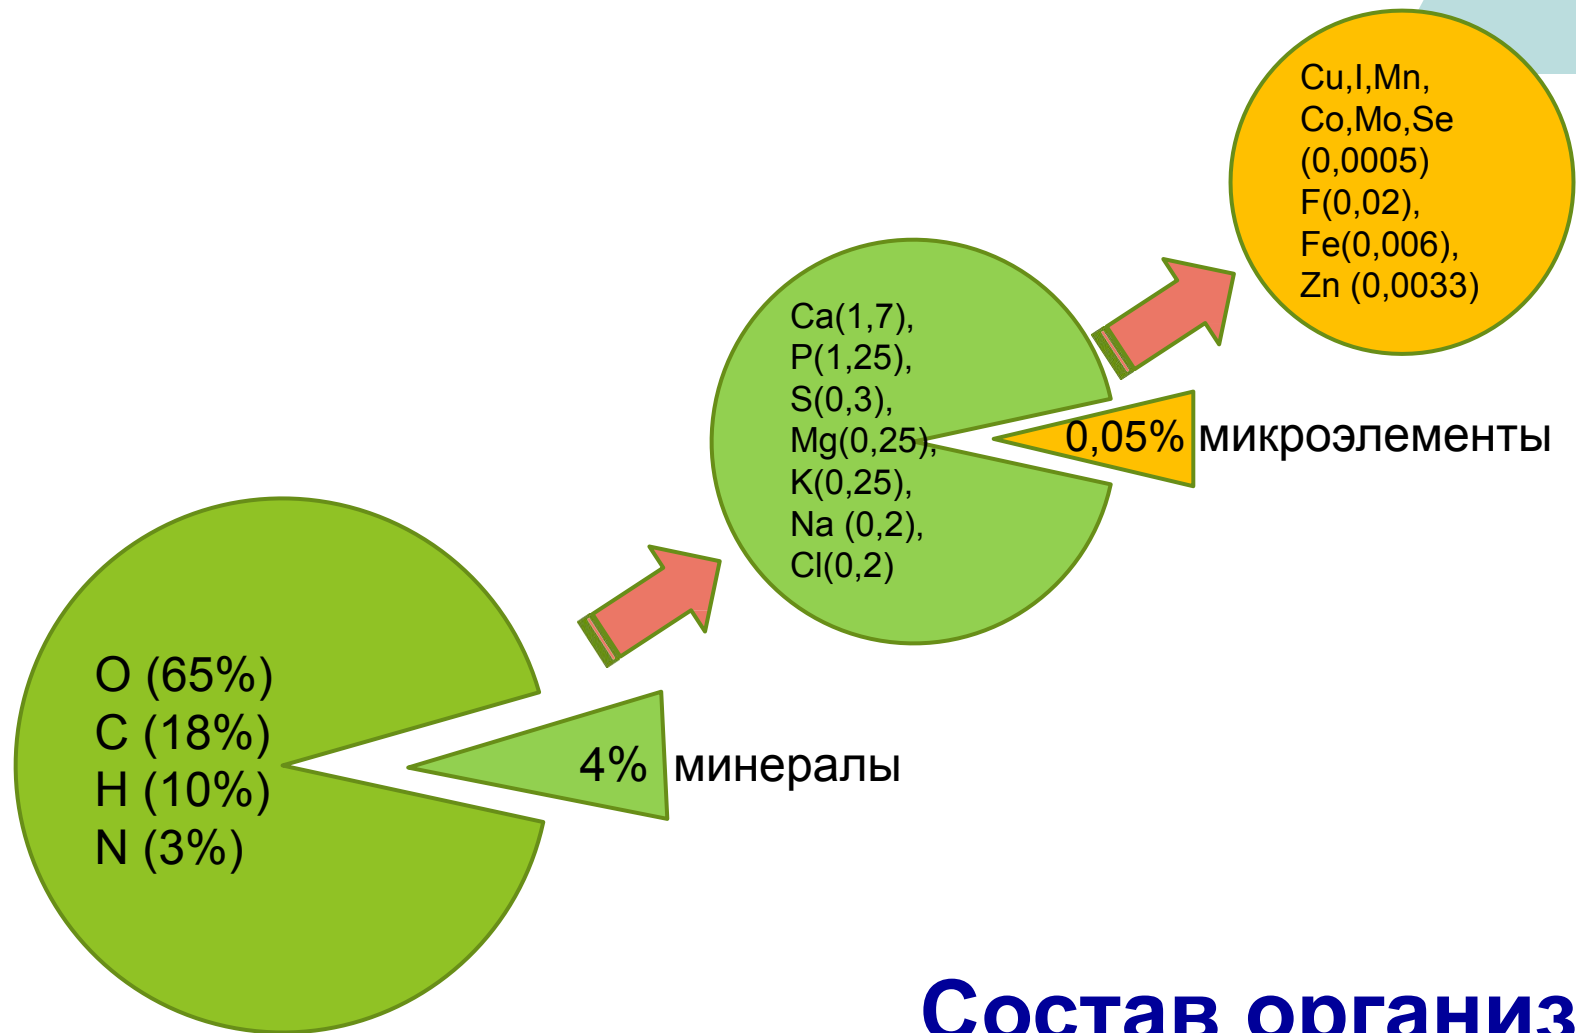 Cu,I,Mn,
Co,Mo,Se
(0,0005)
F(0,02),
Fe(0,006),
Zn (0,0033)
Ca(1,7),
P(1,25),
S(0,3),
Mg(0,25),
K(0,25),
Na (0,2),
Cl(0,2)
0,05% микроэлементы
O (65%)
C (18%)
H (10%)
N (3%)
4% минералы
Состав организ